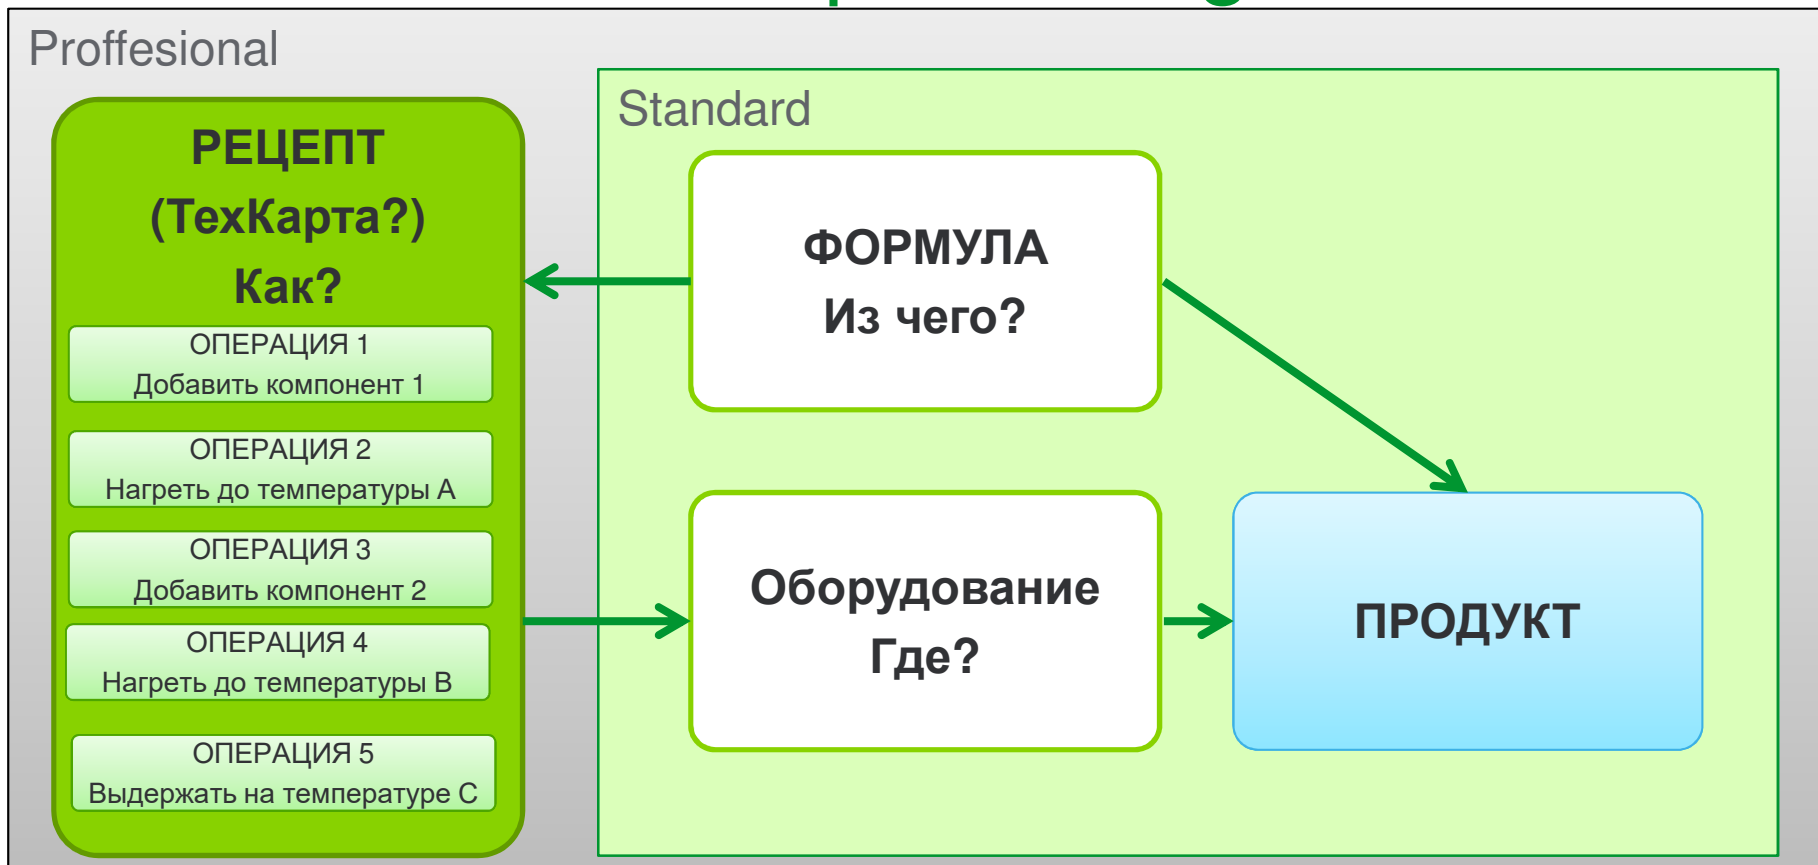 Proffesional
РЕЦЕПТ
(ТехКарта?)
Как?
ОПЕРАЦИЯ 1
Добавить компонент 1
ОПЕРАЦИЯ 2
Нагреть до температуры А
ОПЕРАЦИЯ 3
Добавить компонент 2
ОПЕРАЦИЯ 4
Нагреть до температуры В
ОПЕРАЦИЯ 5
Выдержать на температуре С
Standard
ФОРМУЛА
Из чего?
Оборудование
Где?
ПРОДУКТ